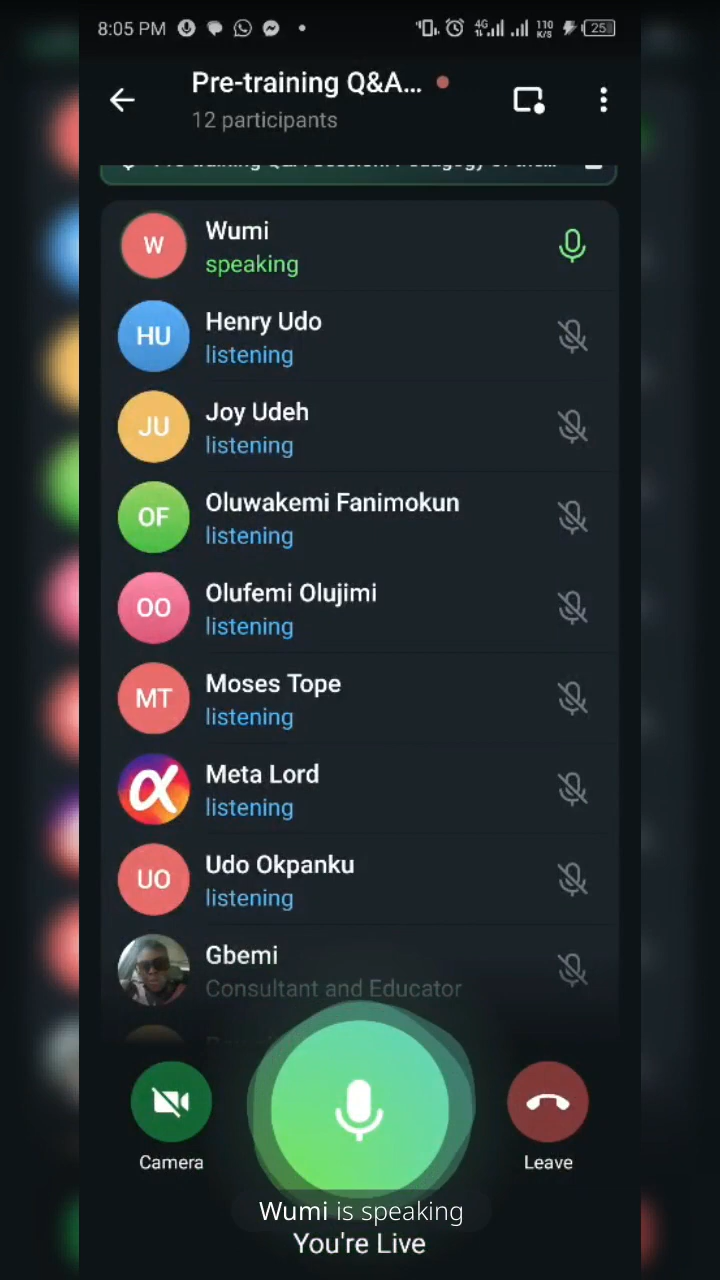 8:05 PM 4G 110 K/S 25
Pre-training Q&A...
12 participants
W
Wumi
speaking
HU
Henry Udo
listening
JU
Joy Udeh
listening
OF
Oluwakemi Fanimokun
listening
OO
Olufemi Olujimi
listening
MT
Moses Tope
listening
α
Meta Lord
listening
UO
Udo Okpanku
listening
Gbemi
Consultant and Educator
Camera
Leave
Wumi is speaking
You're Live